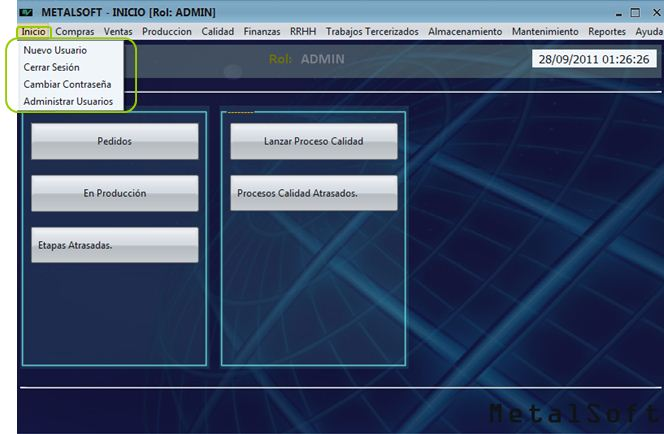 METALSOFT - INICIO [Rol: ADMIN]
Inicio Compras Ventas Produccion Calidad Finanzas RRHH Trabajos Tercerizados Almacenamiento Mantenimiento Reportes Ayuda
Nuevo Usuario
Cerrar Sesión
Cambiar Contraseña
Administrar Usuarios
Rol: ADMIN
28/09/2011 01:26:26
Pedidos
En Producción
Etapas Atrasadas.
Lanzar Proceso Calidad
Procesos Calidad Atrasados.
MetalSoft